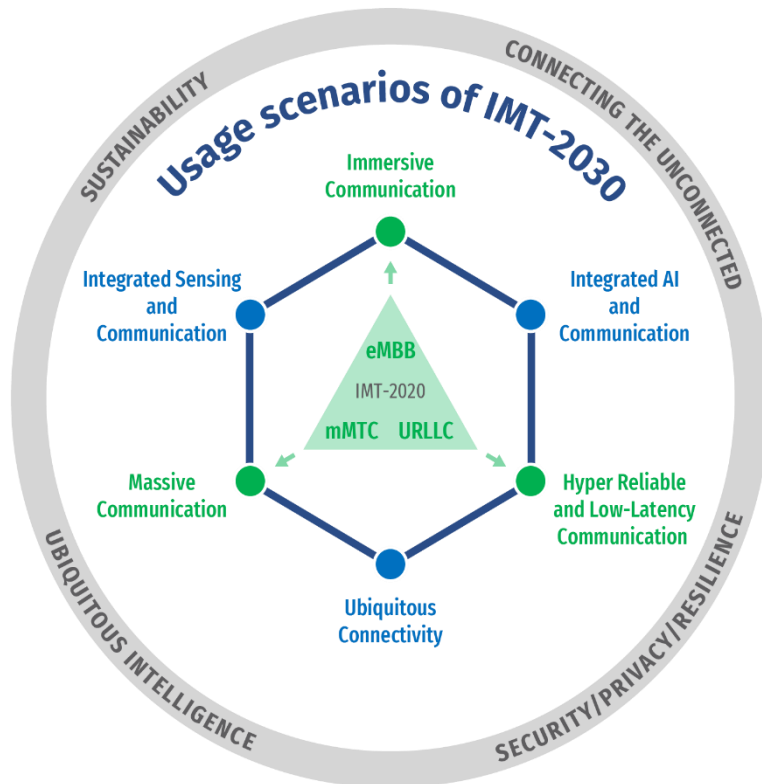 SUSTAINABILITY
CONNECTING THE UNCONNECTED
Usage scenarios of IMT-2030
Immersive
Communication
Integrated Sensing
and
Communication
Integrated AI
and
Communication
eMBB
IMT-2020
mMTC URLLC
Massive
Communication
Hyper Reliable
and Low-Latency
Communication
Ubiquitous
Connectivity
UBIQUITOUS INTELLIGENCE
SECURITY/PRIVACY/RESILIENCE